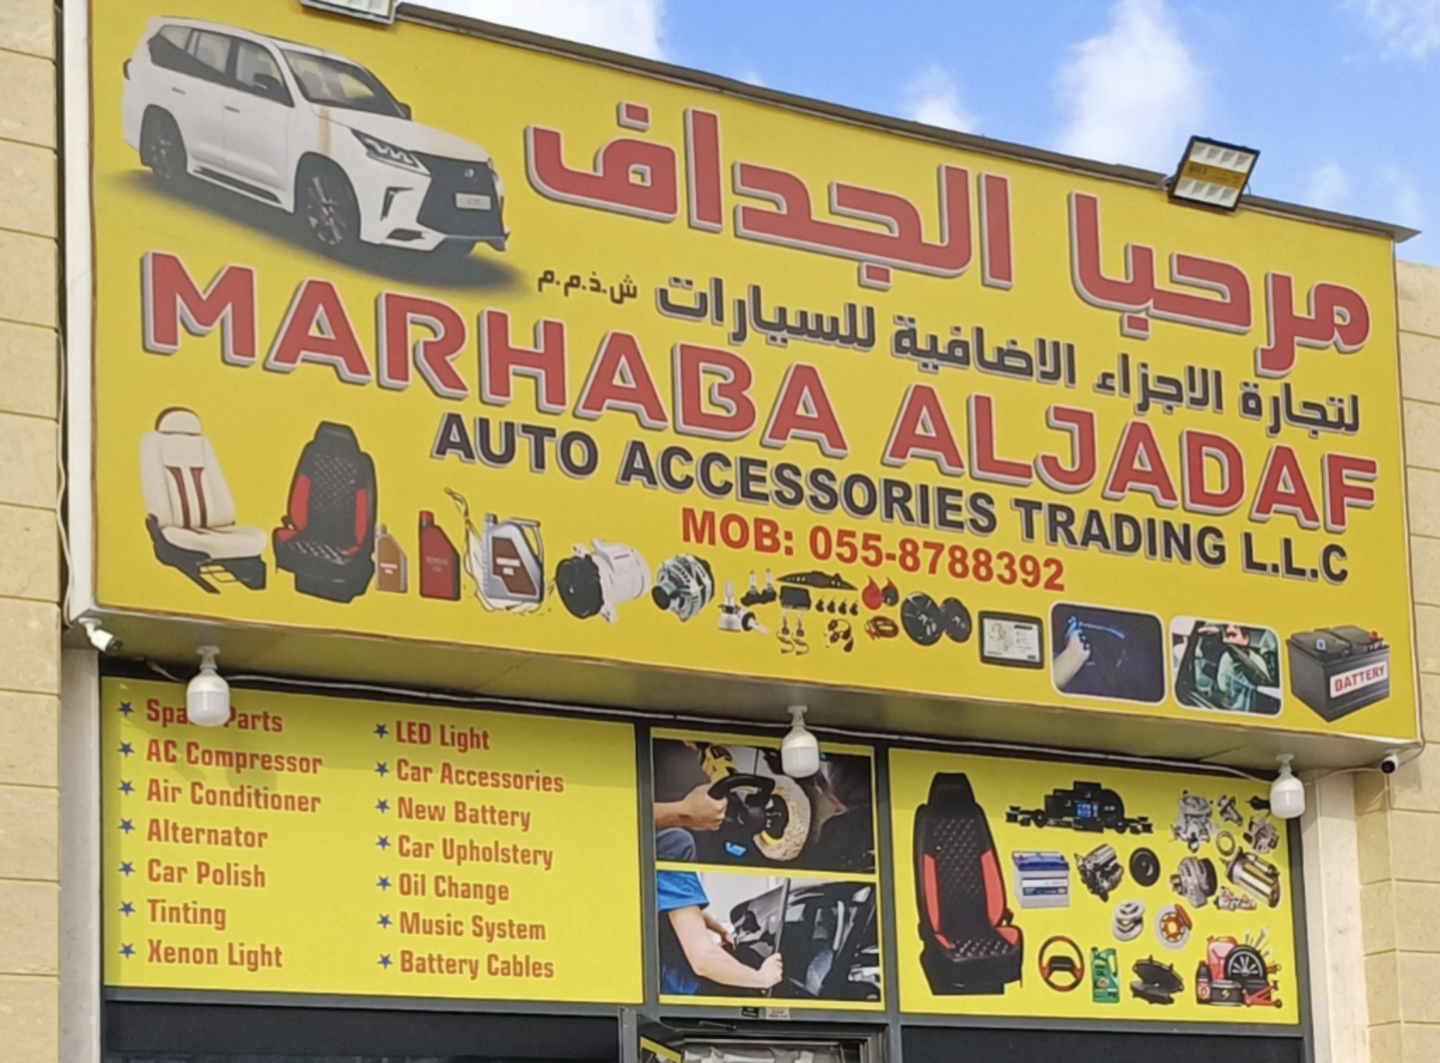 مرحبا الجداف
لتجارة الاجزاء الاضافية للسيارات ش.ذ.م.م
MARHABA ALJADAF
AUTO ACCESSORIES TRADING L.L.C
MOB: 055-8788392
BATTERY
Spa Parts
AC Compressor
Air Conditioner
Alternator
Car Polish
Tinting
Xenon Light
LED Light
Car Accessories
New Battery
Car Upholstery
Oil Change
Music System
Battery Cables